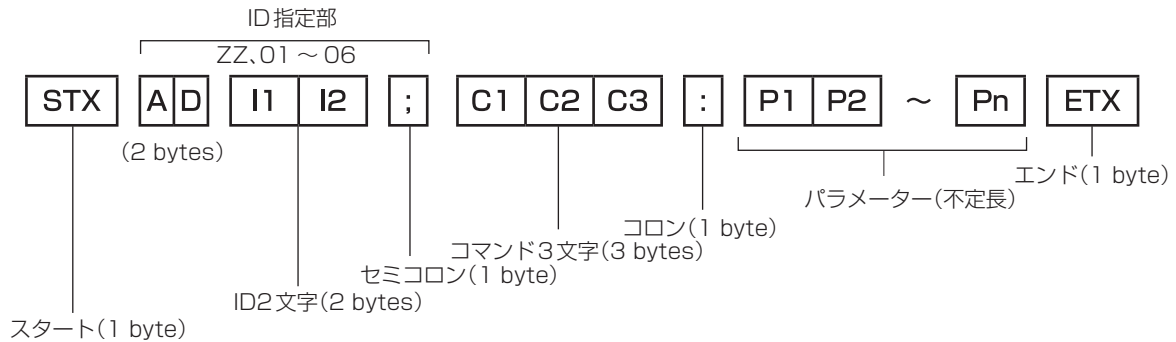 ID指定部
ZZ、01～06
STX A D I1 I2 ; C1 C2 C3 : P1 P2 ～ Pn ETX
(2 bytes)
エンド(1 byte)
パラメーター(不定長)
コロン(1 byte)
コマンド3文字(3 bytes)
セミコロン(1 byte)
ID2文字(2 bytes)
スタート(1 byte)